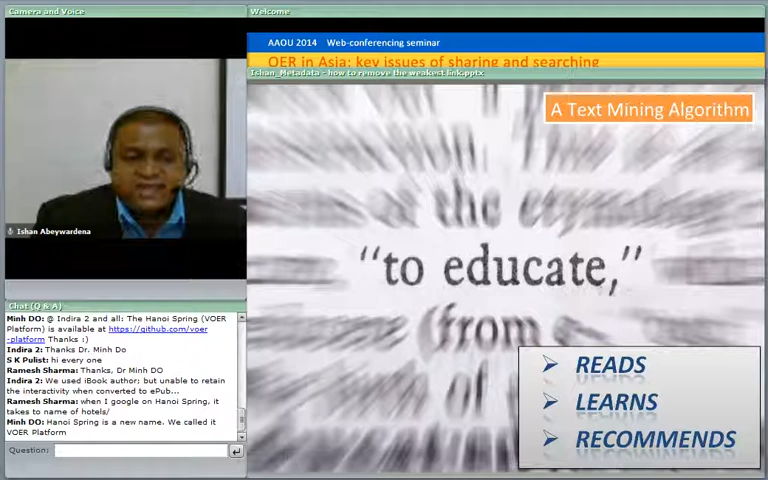 Camera and Voice
Welcome
AAOU 2014 Web-conferencing seminar
OER in Asia: key issues of sharing and searching
Ishan_Metadata - how to remove the weakest link.pptx
A Text Mining Algorithm
of the
“to educate,”
(from
of
READS
LEARNS
RECOMMENDS
Ishan Abeywardena
Chat (Q & A)
Minh DO: @ Indira 2 and all: The Hanoi Spring (VOER
Platform) is available at https://github.com/voer
-platform Thanks :)
Indira 2: Thanks Dr. Minh Do
S K Pulist: hi every one
Ramesh Sharma: Thanks, Dr Minh DO
Indira 2: We used iBook author; but unable to retain
the interactivity when converted to ePub...
Ramesh Sharma: when I google on Hanoi Spring, it
takes to name of hotels/
Minh DO: Hanoi Spring is a new name. We called it
VOER Platform
Question: